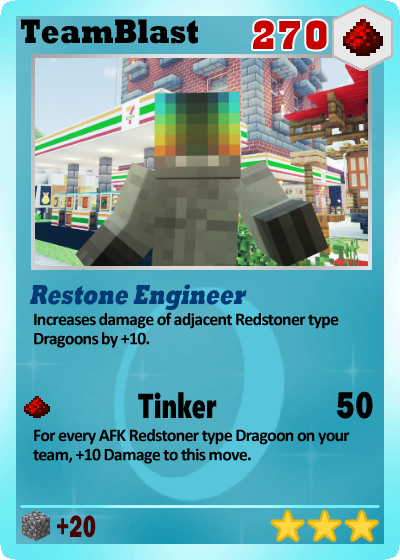 TeamBlast 270
Restone Engineer
Increases damage of adjacent Redstoner type
Dragoons by +10.
Tinker 50
For every AFK Redstoner type Dragoon on your
team, +10 Damage to this move.
+20